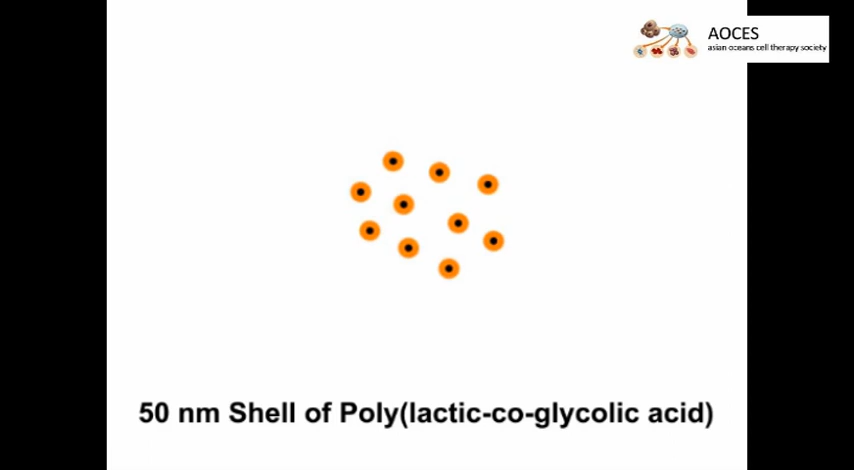 AOCES
asian oceans cell therapy society
50 nm Shell of Poly(lactic-co-glycolic acid)